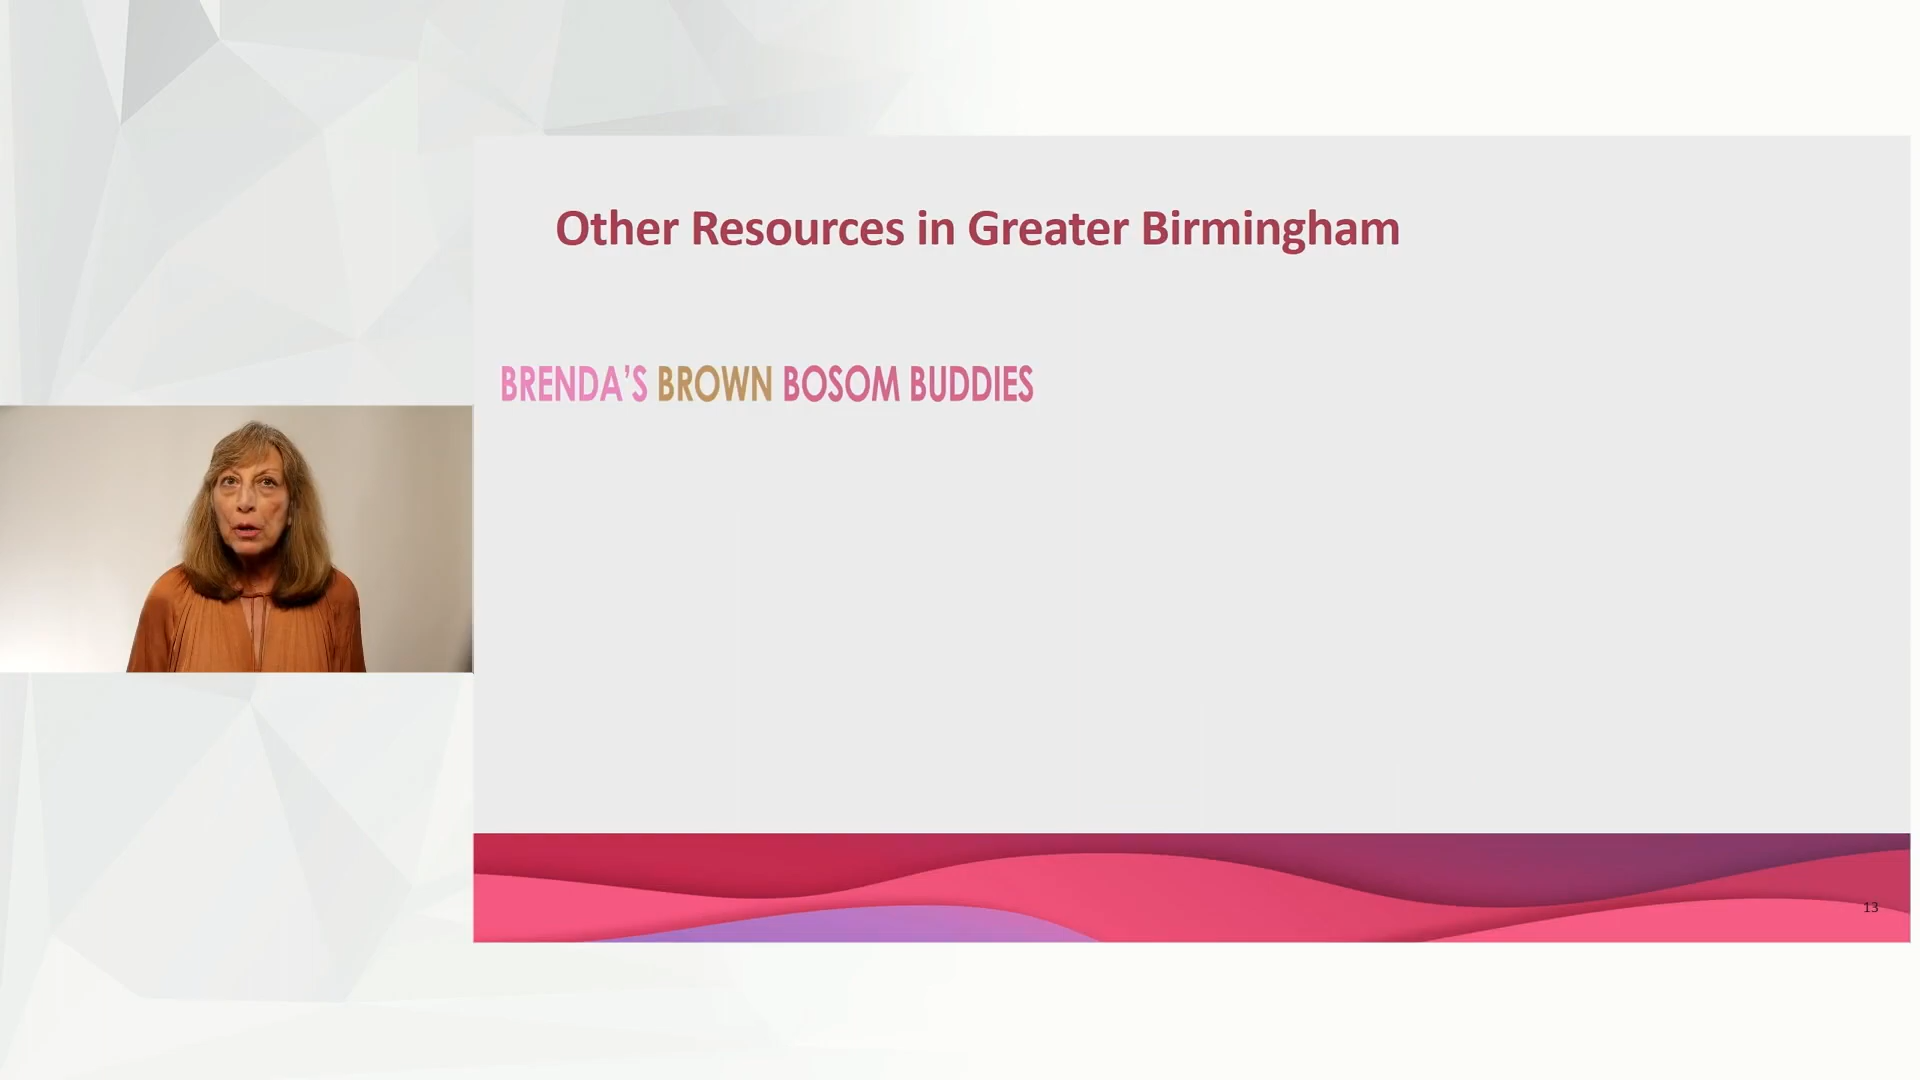 Other Resources in Greater Birmingham
BRENDA’S BROWN BOSOM BUDDIES
13